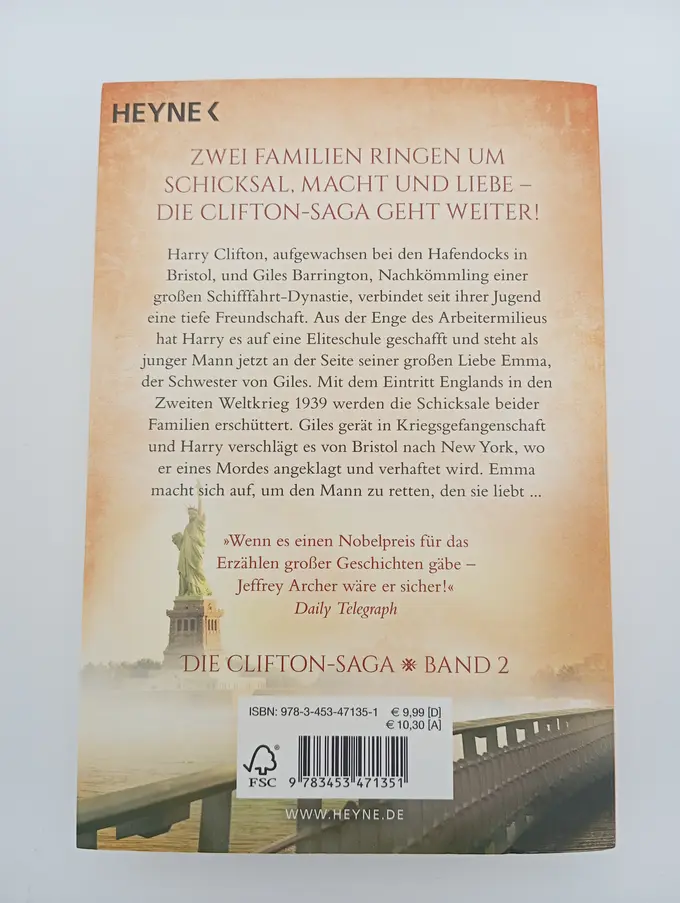 HEYNE <
ZWEI FAMILIEN RINGEN UM
SCHICKSAL, MACHT UND LIEBE –
DIE CLIFTON-SAGA GEHT WEITER!
Harry Clifton, aufgewachsen bei den Hafendocks in
Bristol, und Giles Barrington, Nachkömmling einer
großen Schifffahrt-Dynastie, verbindet seit ihrer Jugend
eine tiefe Freundschaft. Aus der Enge des Arbeitermilieus
hat Harry es auf eine Eliteschule geschafft und steht als
junger Mann jetzt an der Seite seiner großen Liebe Emma,
der Schwester von Giles. Mit dem Eintritt Englands in den
Zweiten Weltkrieg 1939 werden die Schicksale beider
Familien erschüttert. Giles gerät in Kriegsgefangenschaft
und Harry verschlägt es von Bristol nach New York, wo
er eines Mordes angeklagt und verhaftet wird. Emma
macht sich auf, um den Mann zu retten, den sie liebt ...
»Wenn es einen Nobelpreis für das
Erzählen großer Geschichten gäbe –
Jeffrey Archer wäre er sicher!«
Daily Telegraph
DIE CLIFTON-SAGA ※ BAND 2
ISBN: 978-3-453-47135-1 € 9,99 [D]
€ 10,30 [A]
FSC
9 783453 471351
WWW.HEYNE.DE